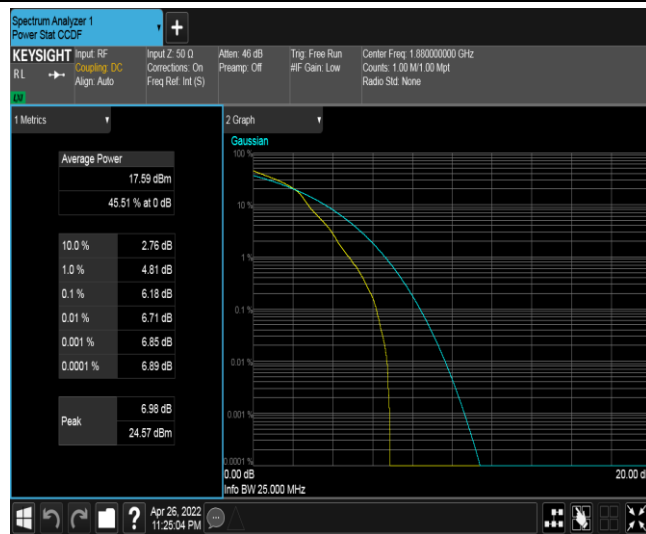 Spectrum Analyzer 1
Power Stat CCDF
KEYSIGHT
RL
LNI
Input: RF
Coupling: DC
Align: Auto
Input Z: 50 Ω
Corrections: On
Freq Ref: Int (S)
Atten: 46 dB
Preamp: Off
Trig: Free Run
#IF Gain: Low
Center Freq: 1.880000000 GHz
Counts: 1.00 M/1.00 Mpt
Radio Std: None
1 Metrics
Average Power
17.59 dBm
45.51 % at 0 dB
10.0 % 2.76 dB
1.0 % 4.81 dB
0.1 % 6.18 dB
0.01 % 6.71 dB
0.001 % 6.85 dB
0.0001 % 6.89 dB
Peak
6.98 dB
24.57 dBm
2 Graph
Gaussian
100 %
10 %
1 %
0.1 %
0.01 %
0.001 %
0.0001 %
0.00 dB
20.00 d
Info BW 25.000 MHz
?
Apr 26, 2022
11:25:04 PM